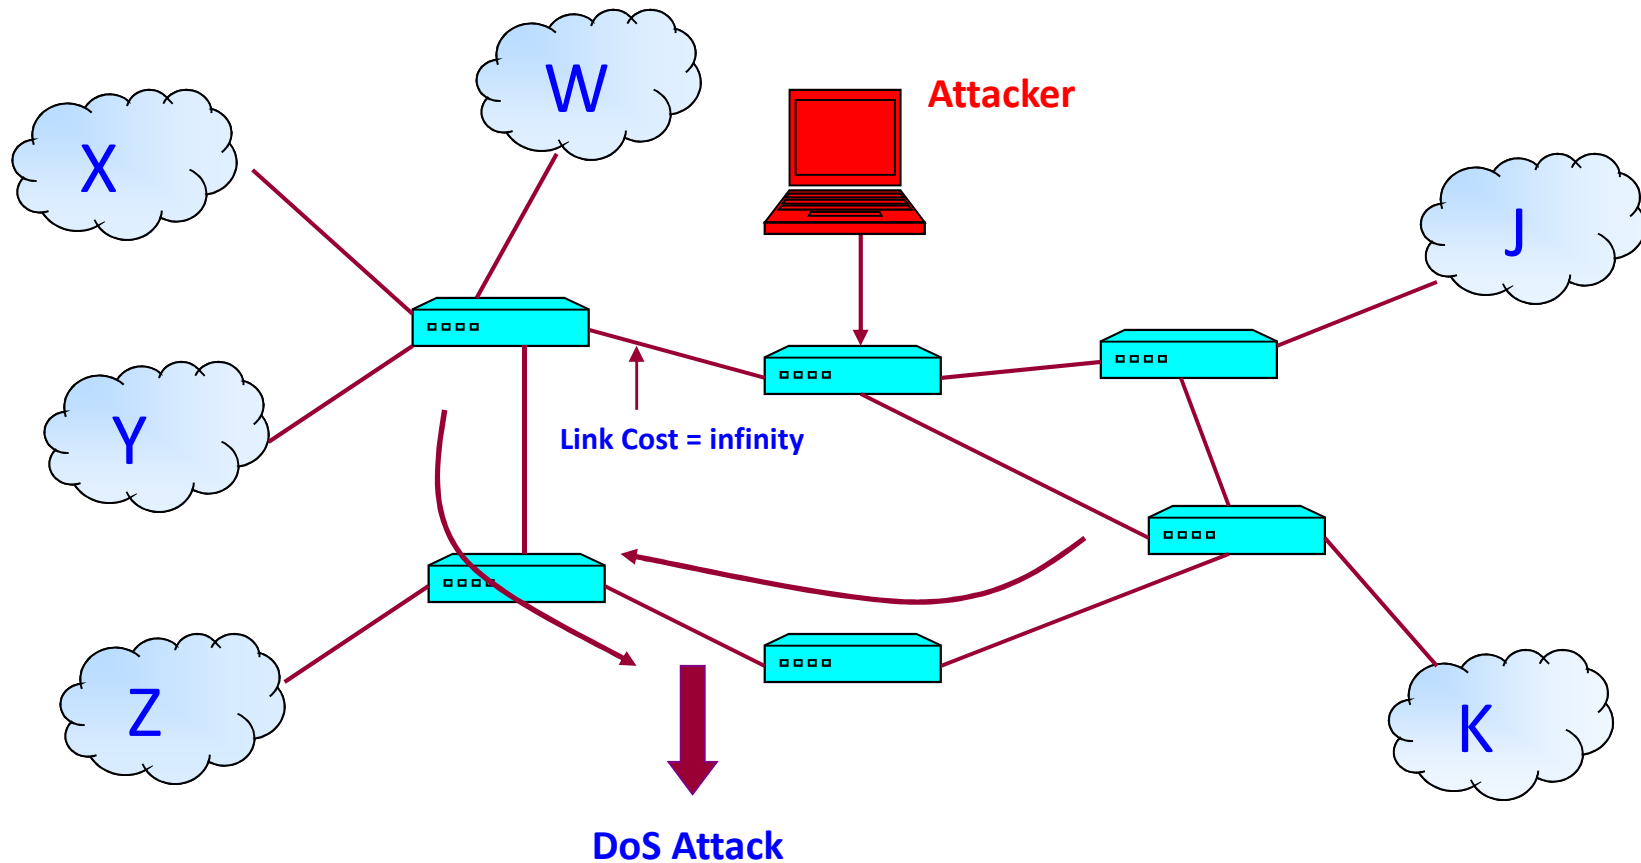 W
Attacker
X
J
Y
Link Cost = infinity
Z
K
DoS Attack